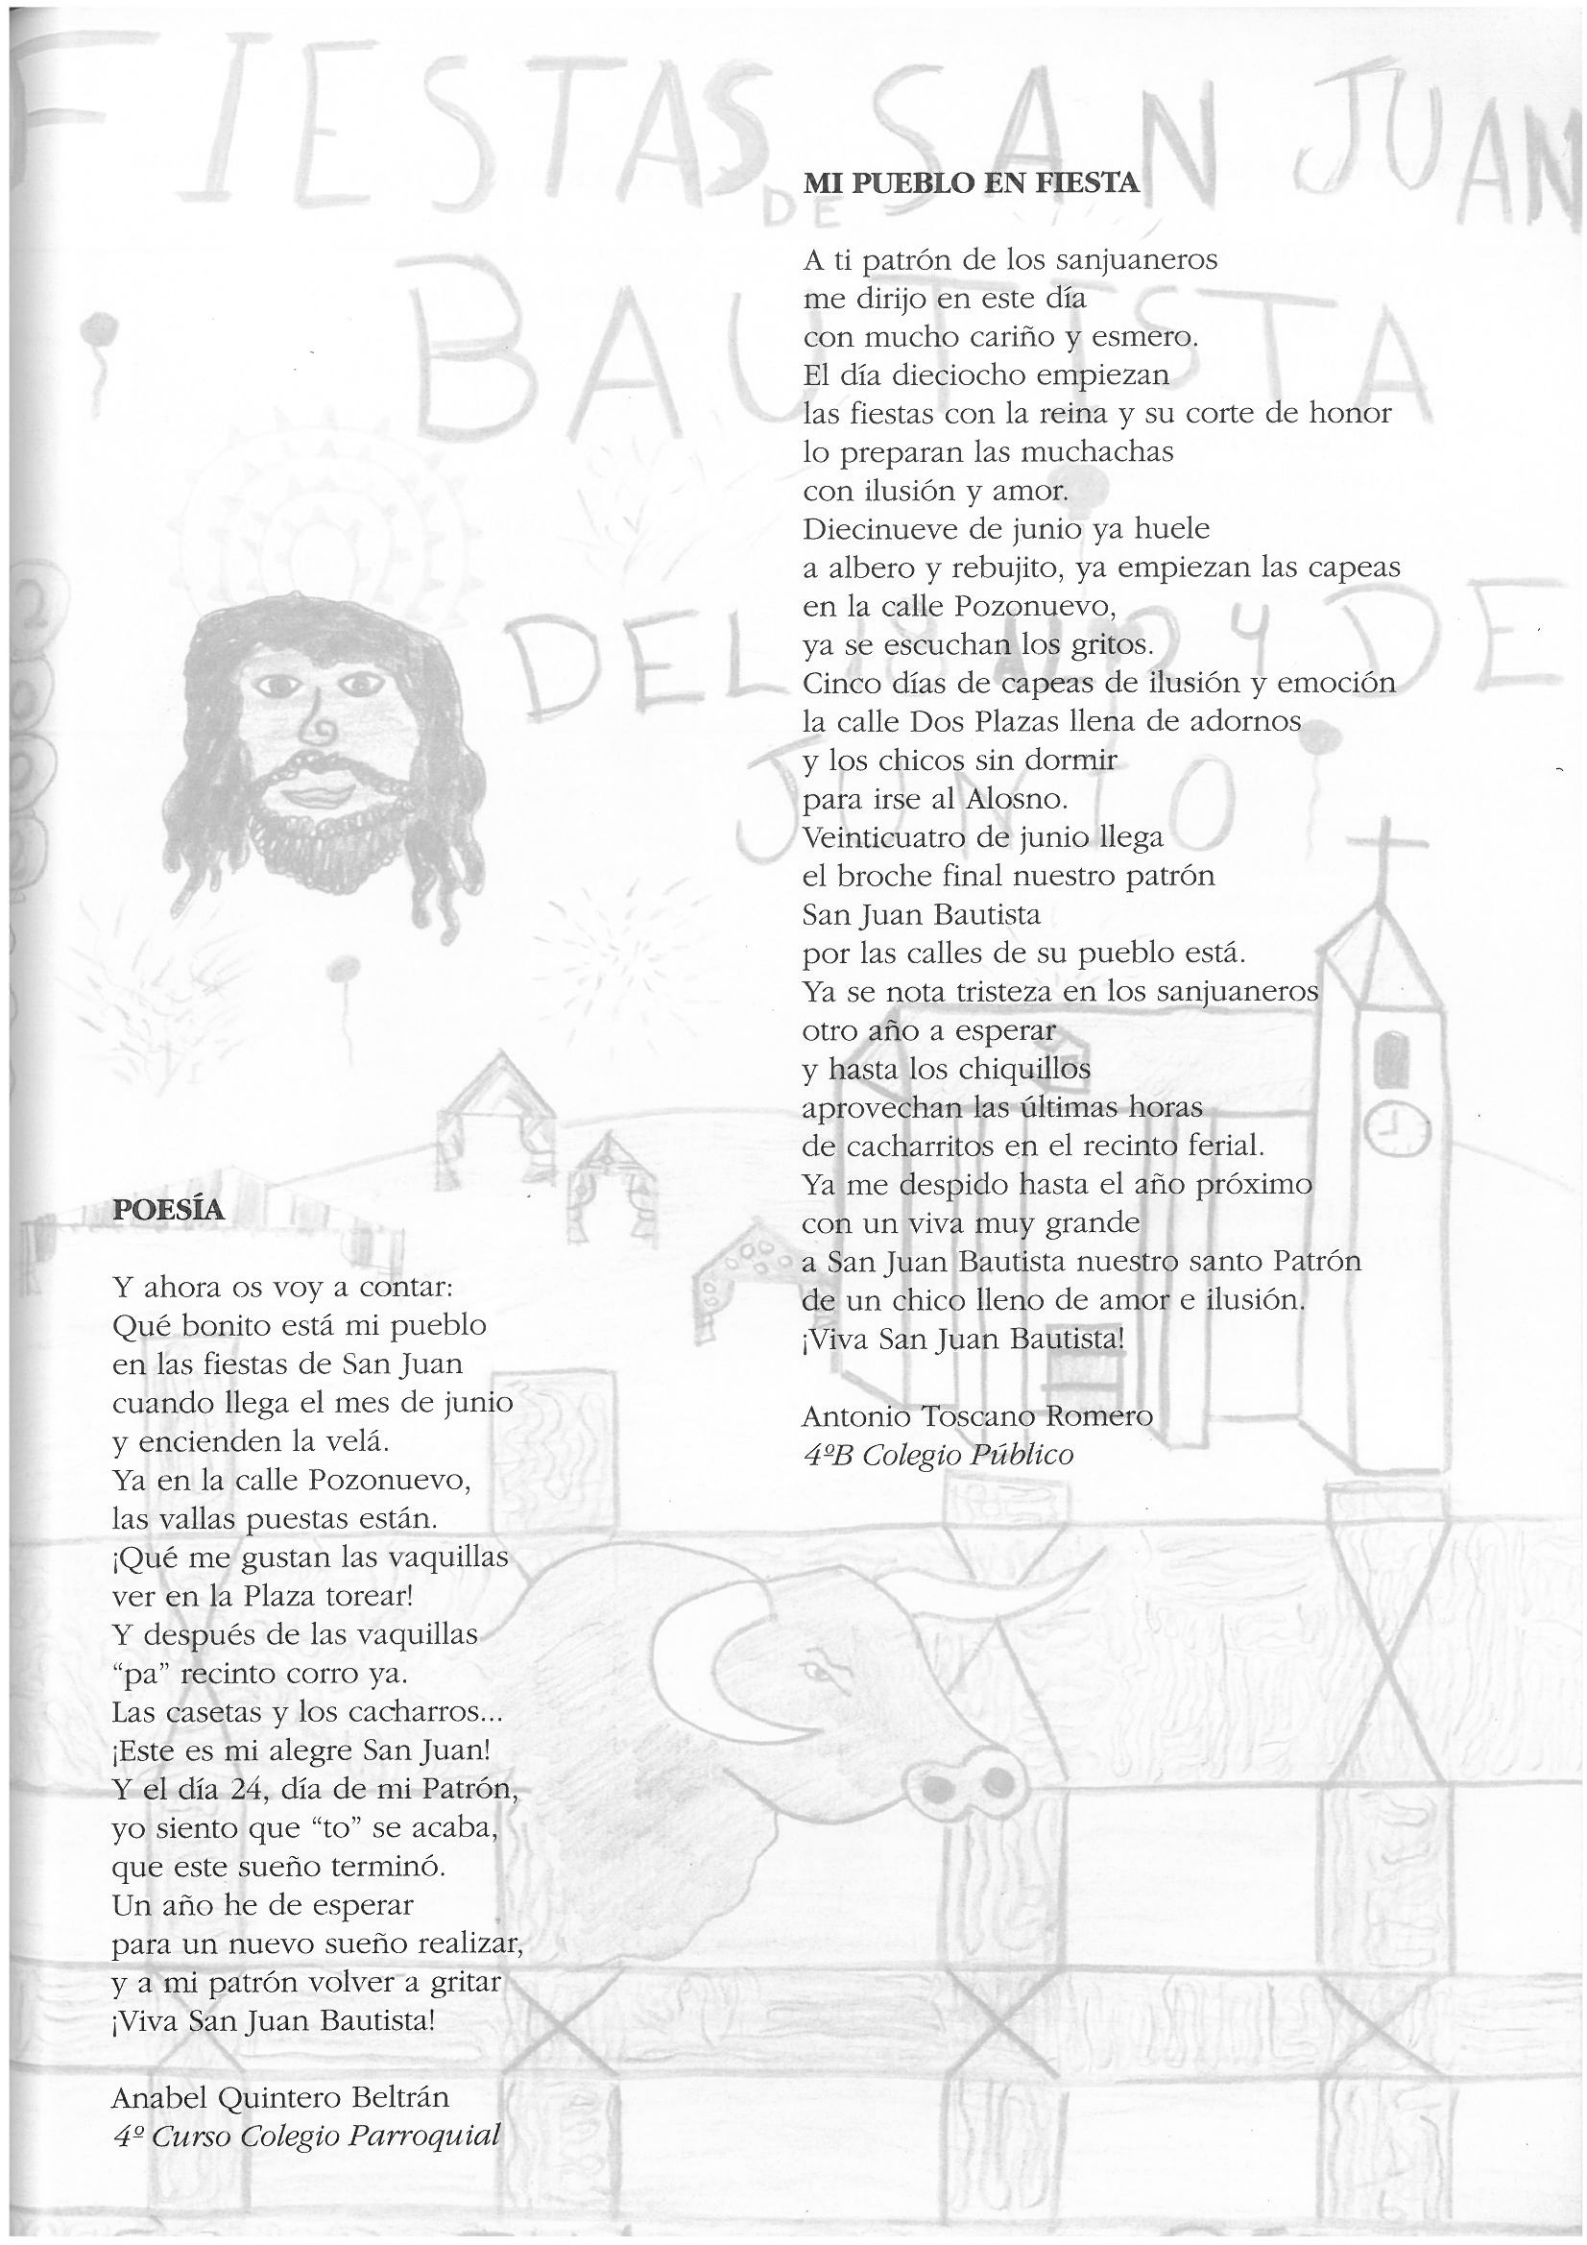 FIESTAS DE SAN JUAN
BAUTISTA
DEL 18 AL 24 DE
JUNIO
POESÍA
Y ahora os voy a contar:
Qué bonito está mi pueblo
en las fiestas de San Juan
cuando llega el mes de junio
y encienden la velá.
Ya en la calle Pozonuevo,
las vallas puestas están.
¡Qué me gustan las vaquillas
ver en la Plaza torear!
Y después de las vaquillas
“pa” recinto corro ya.
Las casetas y los cacharros...
¡Este es mi alegre San Juan!
Y el día 24, día de mi Patrón,
yo siento que “to” se acaba,
que este sueño terminó.
Un año he de esperar
para un nuevo sueño realizar,
y a mi patrón volver a gritar
¡Viva San Juan Bautista!
Anabel Quintero Beltrán
4º Curso Colegio Parroquial
MI PUEBLO EN FIESTA
A ti patrón de los sanjuaneros
me dirijo en este día
con mucho cariño y esmero.
El día dieciocho empiezan
las fiestas con la reina y su corte de honor
lo preparan las muchachas
con ilusión y amor.
Diecinueve de junio ya huele
a albero y rebujito, ya empiezan las capeas
en la calle Pozonuevo,
ya se escuchan los gritos.
Cinco días de capeas de ilusión y emoción
la calle Dos Plazas llena de adornos
y los chicos sin dormir
para irse al Alosno.
Veinticuatro de junio llega
el broche final nuestro patrón
San Juan Bautista
por las calles de su pueblo está.
Ya se nota tristeza en los sanjuaneros
otro año a esperar
y hasta los chiquillos
aprovechan las últimas horas
de cacharritos en el recinto ferial.
Ya me despido hasta el año próximo
con un viva muy grande
a San Juan Bautista nuestro santo Patrón
de un chico lleno de amor e ilusión.
¡Viva San Juan Bautista!
Antonio Toscano Romero
4ºB Colegio Público